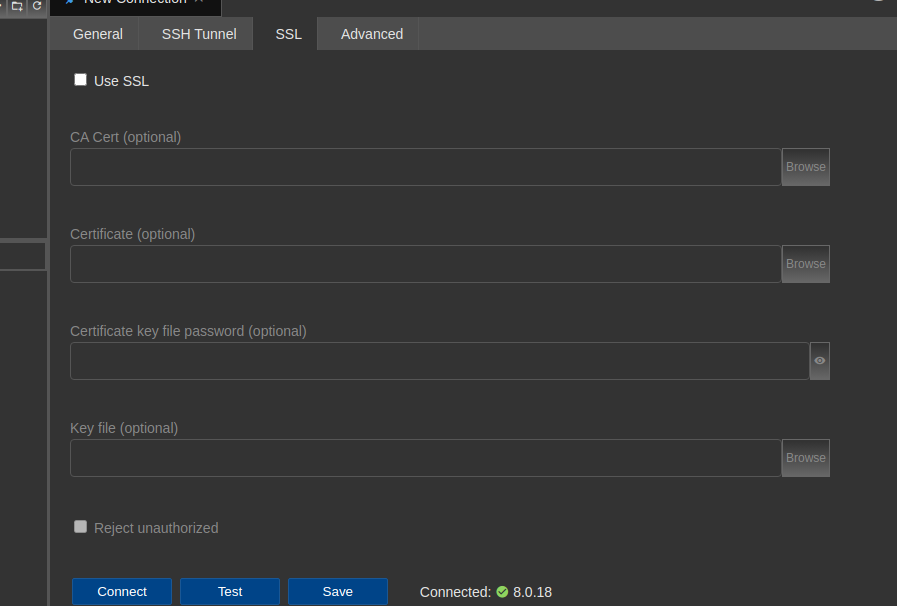 New Connection
General SSH Tunnel SSL Advanced
Use SSL
CA Cert (optional)
Browse
Certificate (optional)
Browse
Certificate key file password (optional)
Key file (optional)
Browse
Reject unauthorized
Connect Test Save Connected: 8.0.18